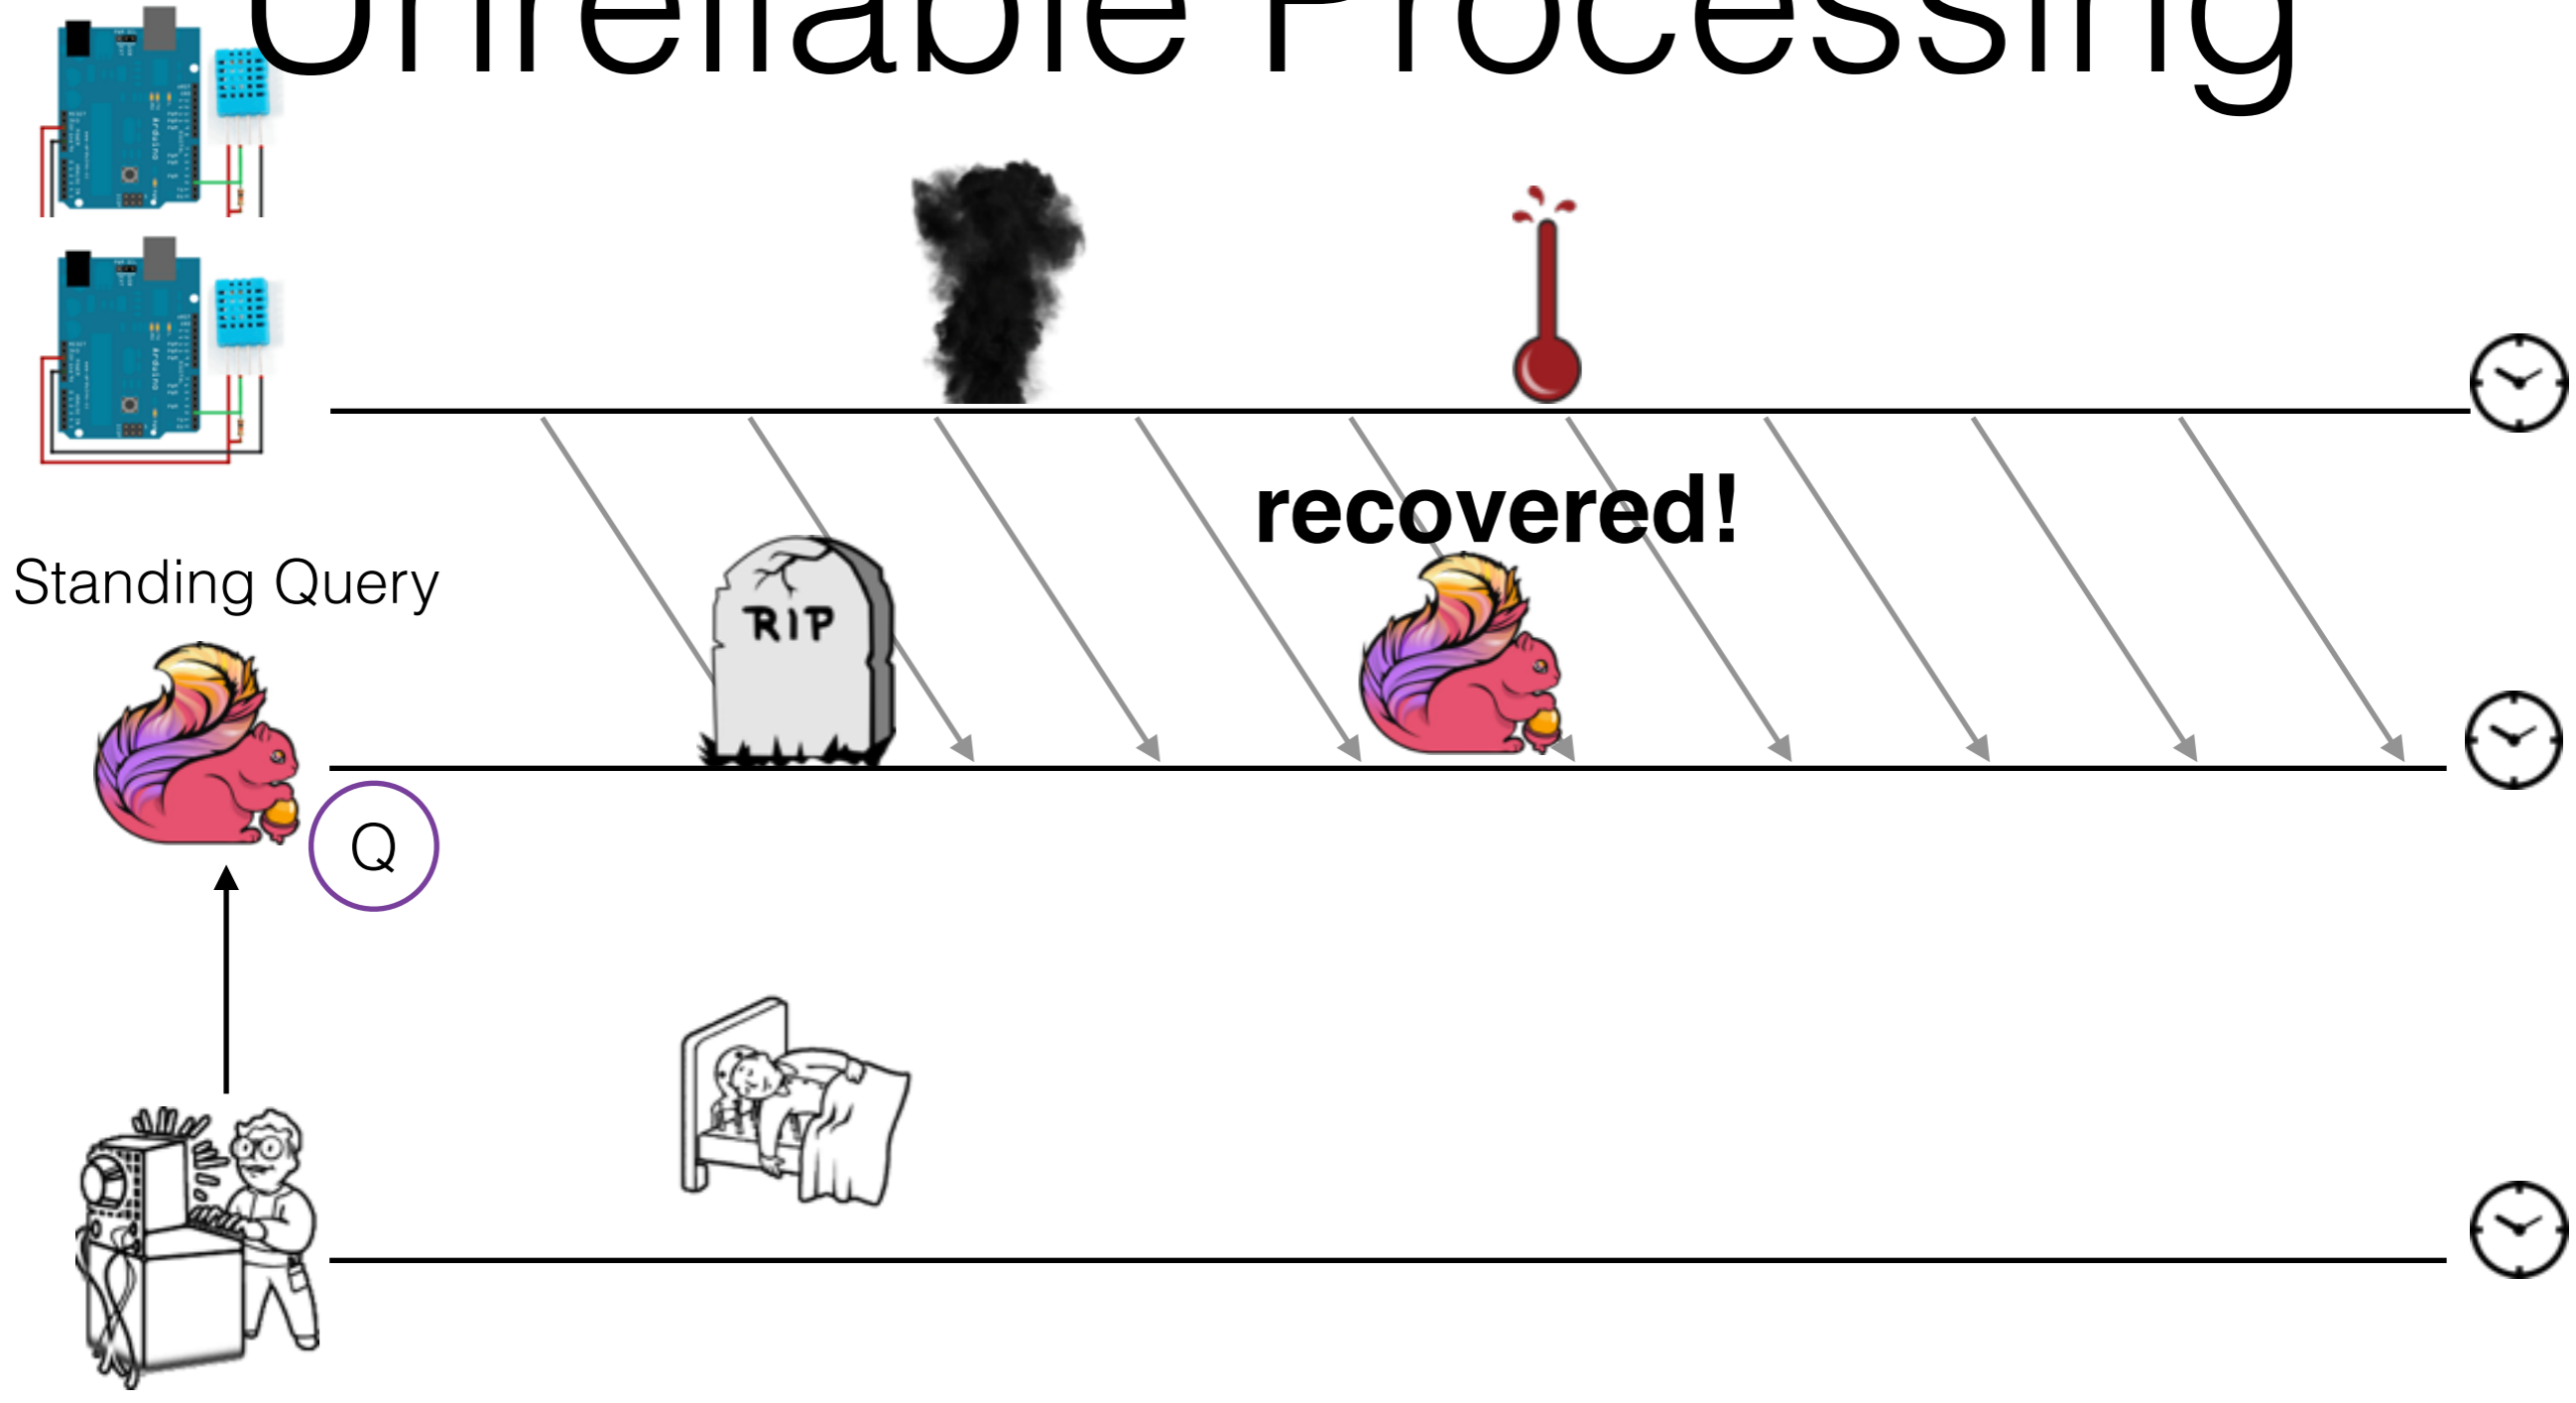 Unreliable Processing
recovered!
Standing Query
RIP
Q